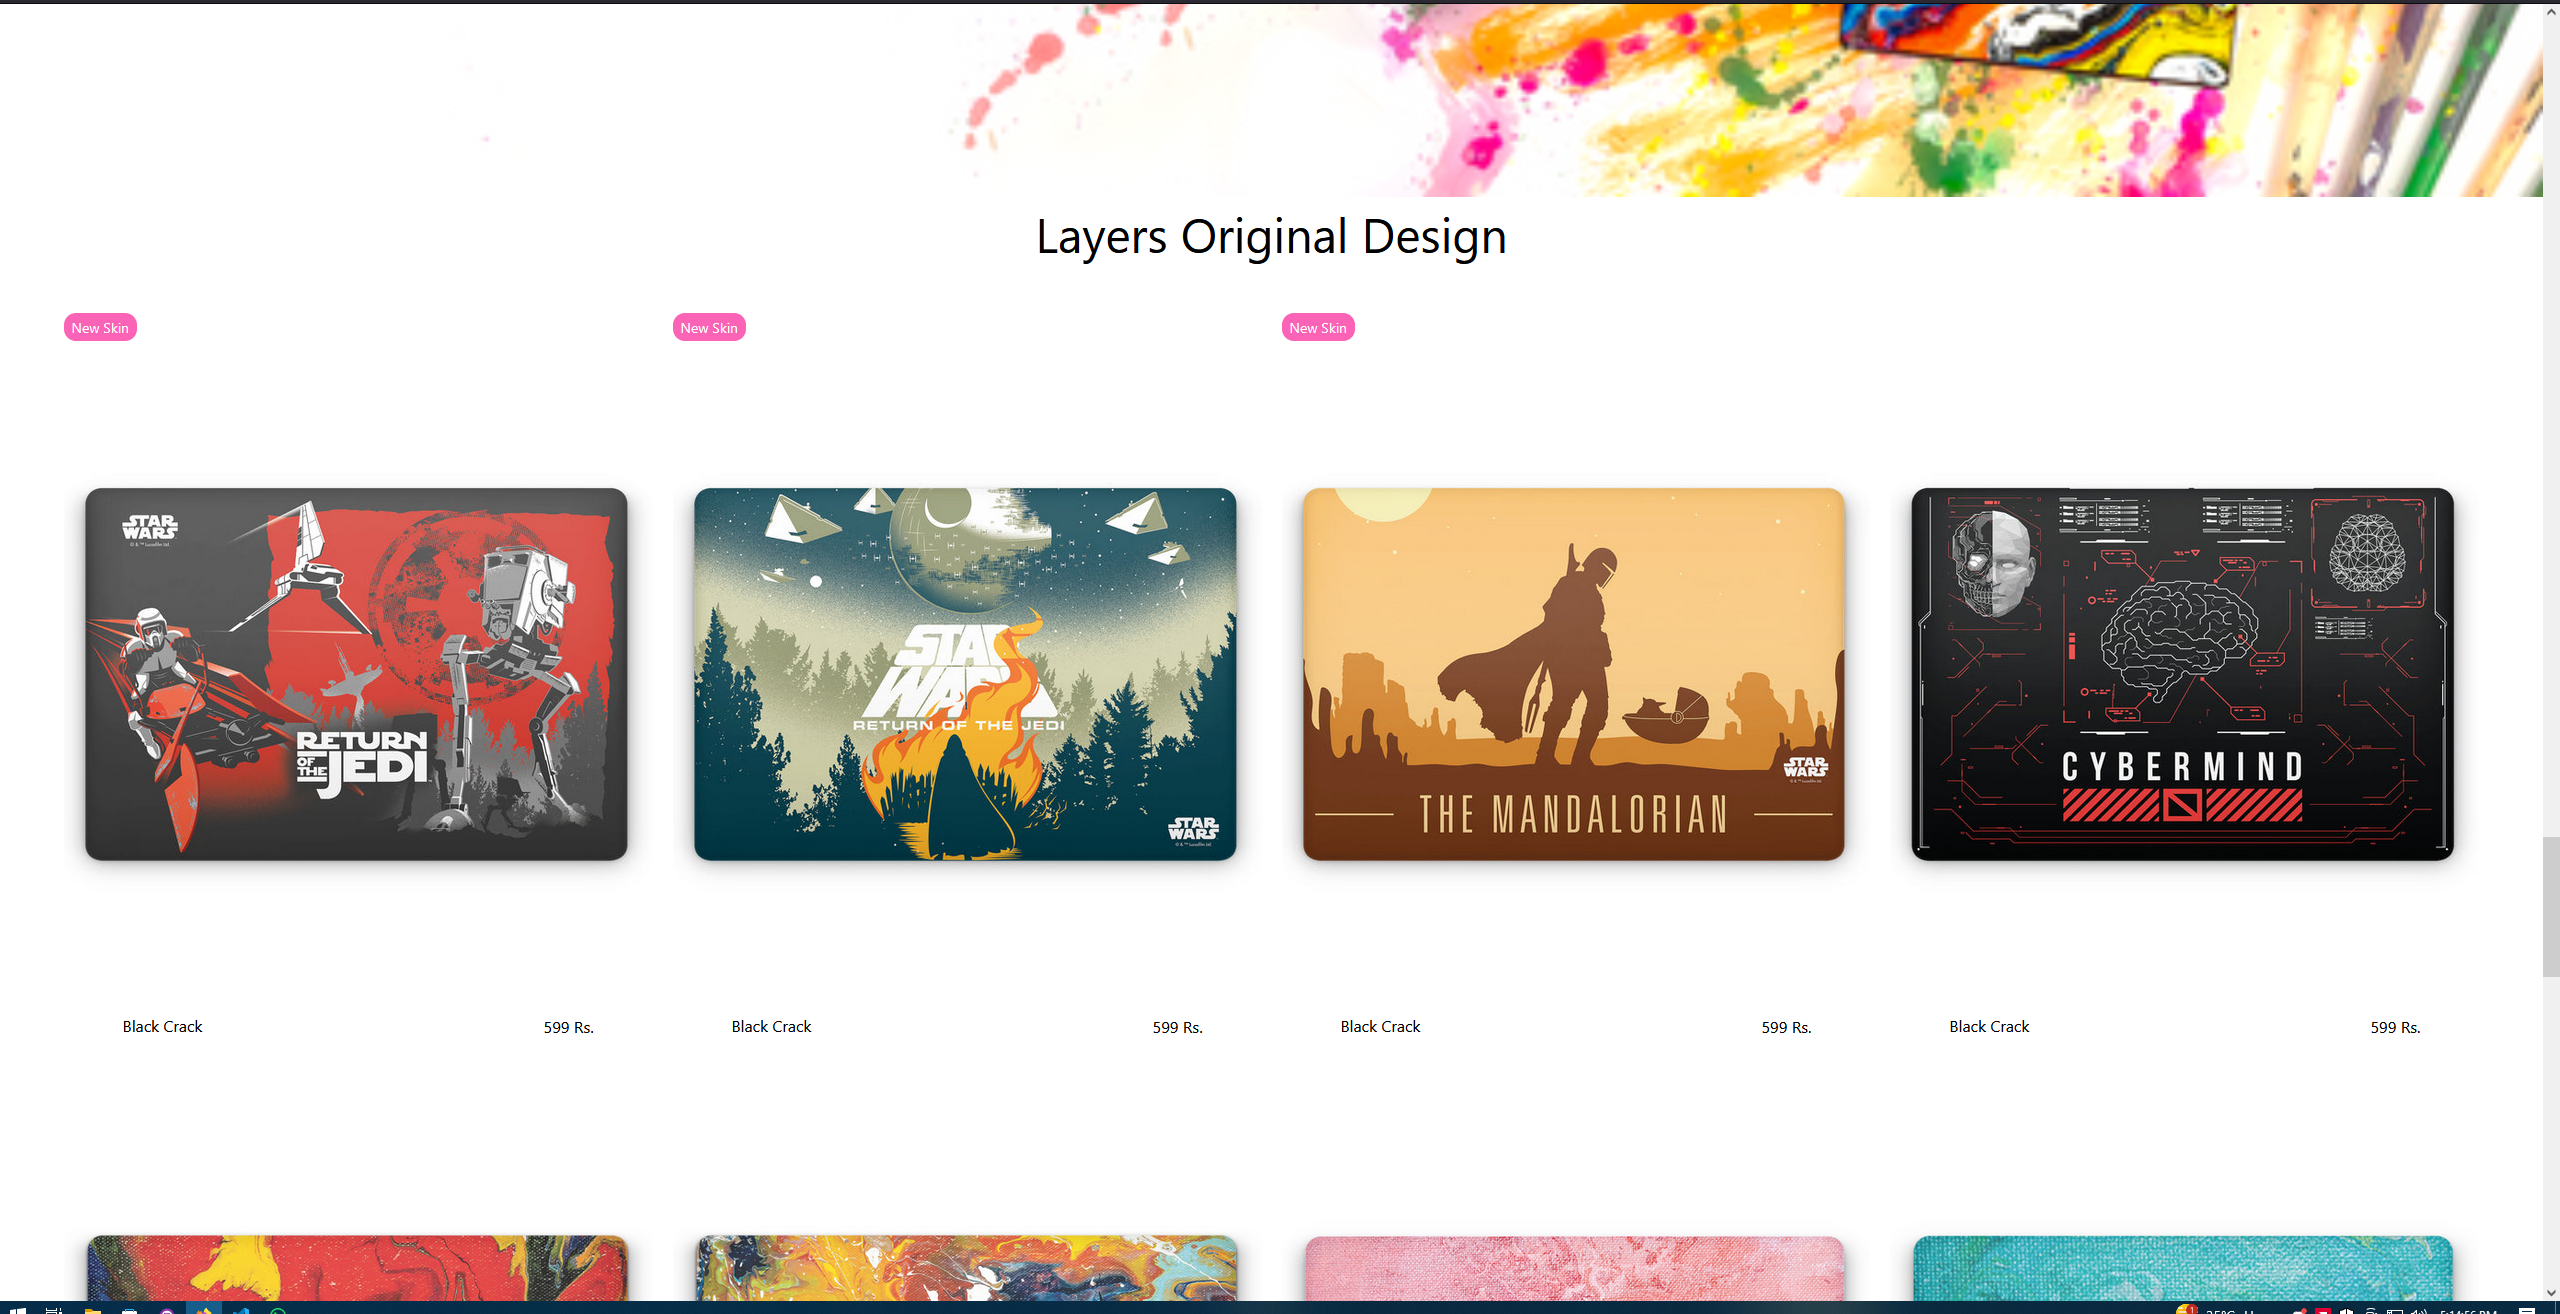 Layers Original Design
New Skin
New Skin
New Skin
STAR
WARS
RETURN
OF THE
JEDI
STAR
WARS
RETURN OF THE JEDI
STAR
WARS
STAR
WARS
THE MANDALORIAN
CYBERMIND
Black Crack
599 Rs.
Black Crack
599 Rs.
Black Crack
599 Rs.
Black Crack
599 Rs.